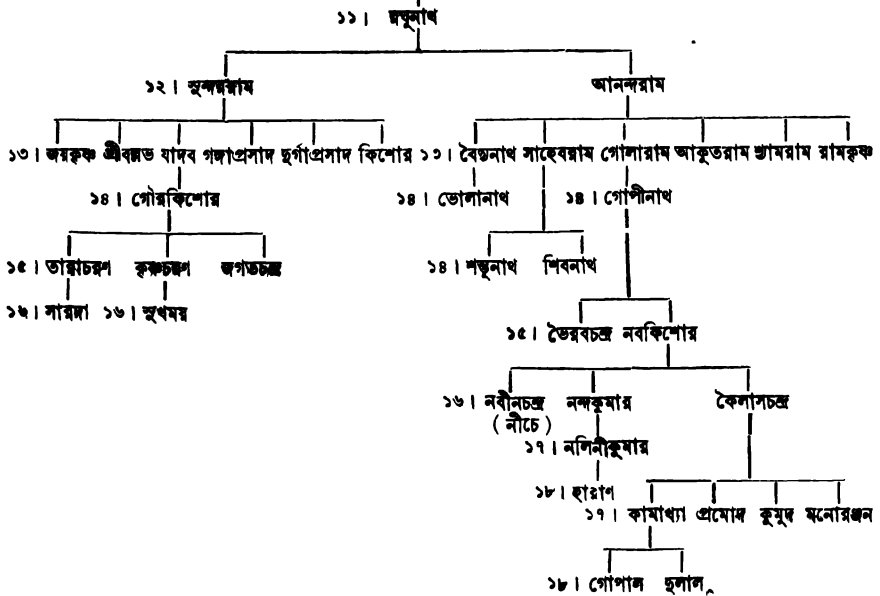 ১১। রঘুনাথ
১২। সুন্দররাম আনন্দরাম
১৩। জয়কৃষ্ণ শ্রীবল্লভ যাদব গঙ্গাপ্রসাদ দুর্গাপ্রসাদ কিশোর ১৩। বৈদ্যনাথ সাহেবরাম গোলারাম আকুতরাম শ্যামরাম রামকৃষ্ণ
১৪। গৌরকিশোর ১৪। ভোলানাথ ১৪। গোপীনাথ
১৫। তারাচরণ কৃষ্ণচরণ জগতচন্দ্র ১৪। শম্ভুনাথ শিবনাথ
১৬। সারদা ১৬। সুখময়
১৫। ভৈরবচন্দ্র নবকিশোর
১৬। নবীনচন্দ্র নন্দকুমার কৈলাসচন্দ্র
( নীচে )
১৭। নলিনীকুমার
১৮। হারাণ
১৭। কামাখ্যা প্রমোদ কুমুদ মনোরঞ্জন
১৮। গোপাল দুলাল